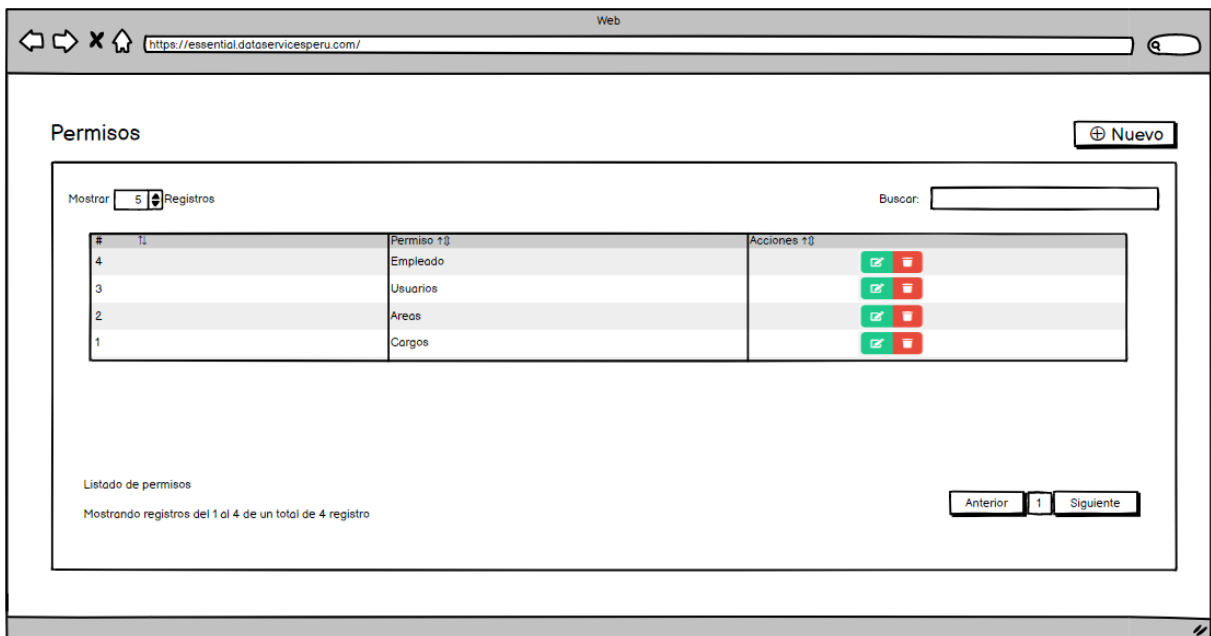 Web
https://essential.dataservicesperu.com/
Permisos
Nuevo
Mostrar 5 Registros
Buscar:
# Permiso Acciones
4 Empleado
3 Usuarios
2 Areas
1 Cargos
Listado de permisos
Mostrando registros del 1 al 4 de un total de 4 registro
Anterior 1 Siguiente